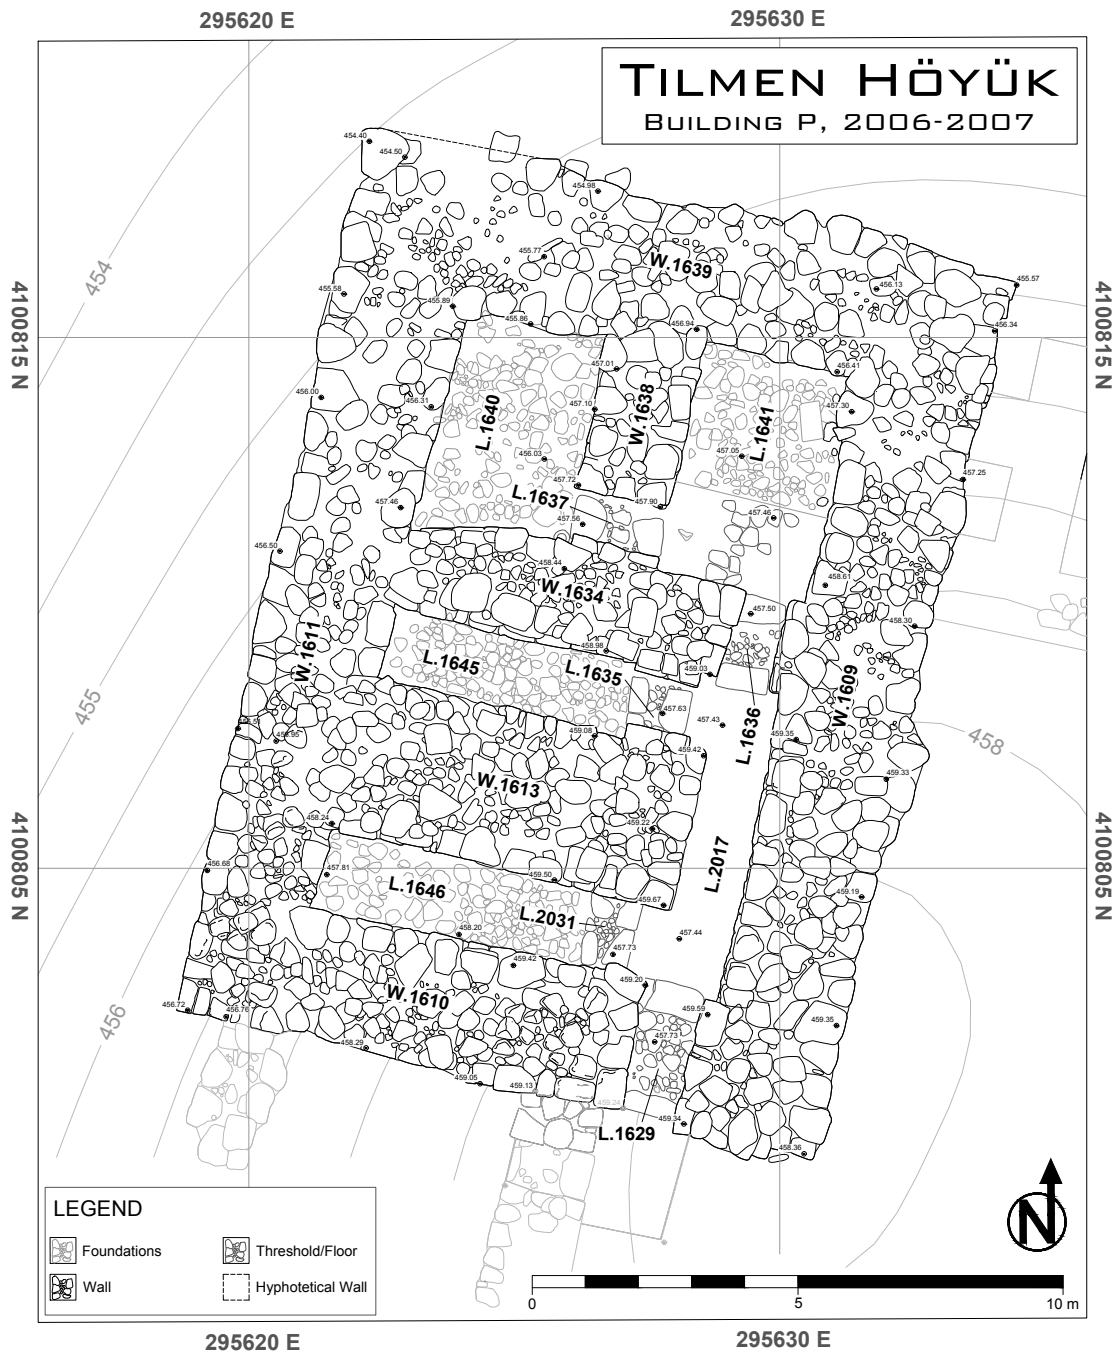 295620 E
295630 E
TILMEN HÖYÜK
BUILDING P, 2006-2007
454.40
454.50
454.98
455.77
W.1639
454
455.58
455.89
455.86
456.13
455.57
4100815 N
4100815 N
456.94
456.34
457.01
456.41
456.00
456.31
457.10
W.1638
L.1640
L.1641
457.30
456.03
457.05
457.72
457.25
457.46
L.1637
457.90
457.56
457.46
456.50
458.44
W.1634
458.61
457.50
458.30
W.1611
458.98
L.1645
L.1635
459.03
W.1609
455
457.63
457.43
L.1636
456.51
456.95
459.08
459.35
458
459.42
459.33
W.1613
458.24
459.22
4100805 N
4100805 N
456.68
457.81
L.2017
459.50
L.1646
459.67
459.19
L.2031
458.20
457.44
457.73
459.42
456
W.1610
459.20
456.72
456.76
459.59
459.35
457.73
458.29
459.05
459.13
459.24
459.34
L.1629
458.36
LEGEND
Foundations
Threshold/Floor
Wall
Hyphotetical Wall
N
0
5
10 m
295620 E
295630 E